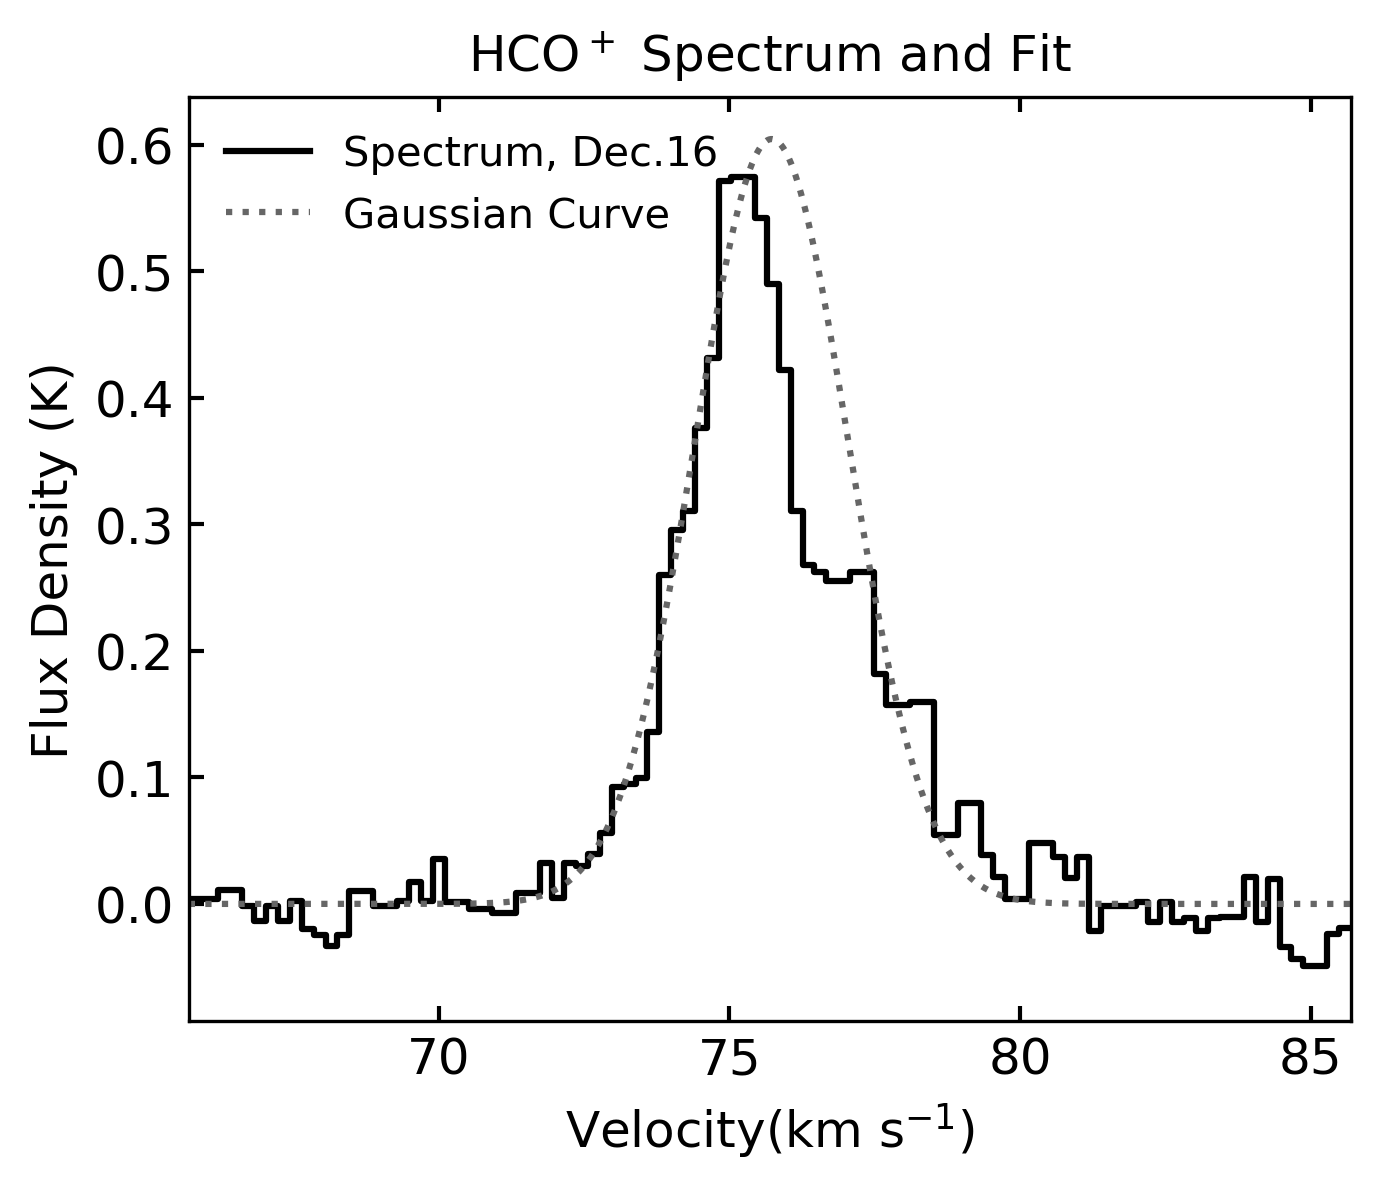 HCO⁺ Spectrum and Fit
Spectrum, Dec.16
Gaussian Curve
Flux Density (K)
0.6
0.5
0.4
0.3
0.2
0.1
0.0
70 75 80 85
Velocity(km s⁻¹)